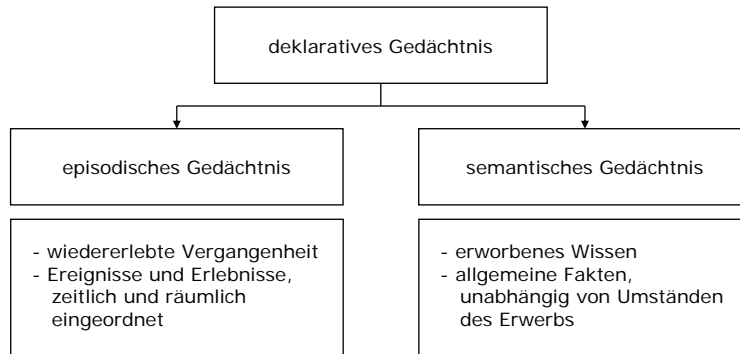 deklaratives Gedächtnis
episodisches Gedächtnis
semantisches Gedächtnis
- wiedererlebte Vergangenheit
- Ereignisse und Erlebnisse,
zeitlich und räumlich
eingeordnet
- erworbenes Wissen
- allgemeine Fakten,
unabhängig von Umständen
des Erwerbs